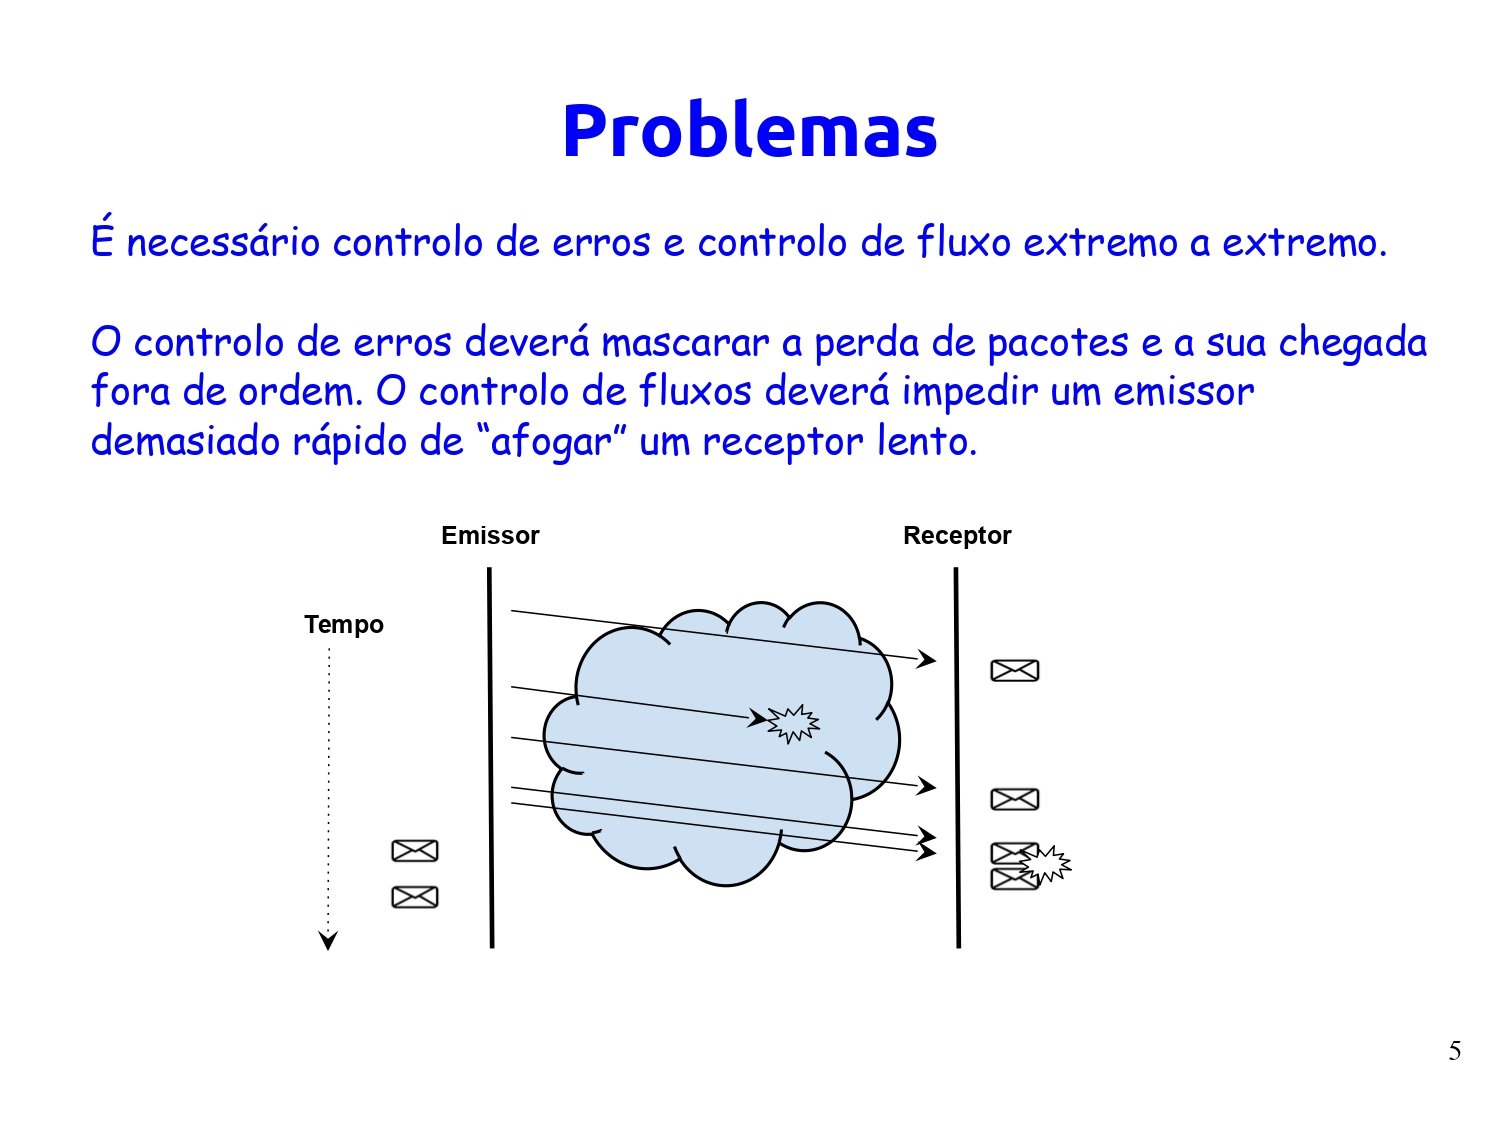 Problemas
É necessário controlo de erros e controlo de fluxo extremo a extremo.
O controlo de erros deverá mascarar a perda de pacotes e a sua chegada
fora de ordem. O controlo de fluxos deverá impedir um emissor
demasiado rápido de “afogar” um receptor lento.
Emissor
Receptor
Tempo
5